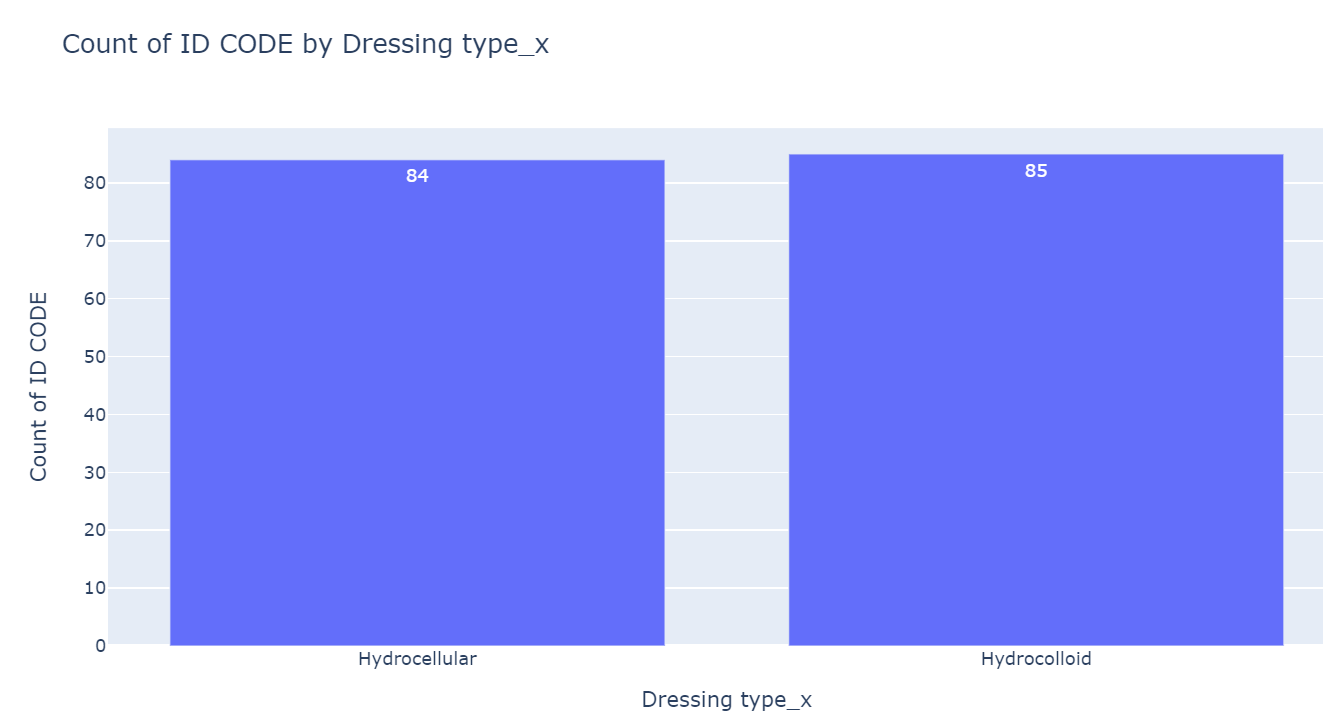 Count of ID CODE by Dressing type_x
84
85
80
70
60
50
40
30
20
10
0
Count of ID CODE
Hydrocellular
Hydrocolloid
Dressing type_x